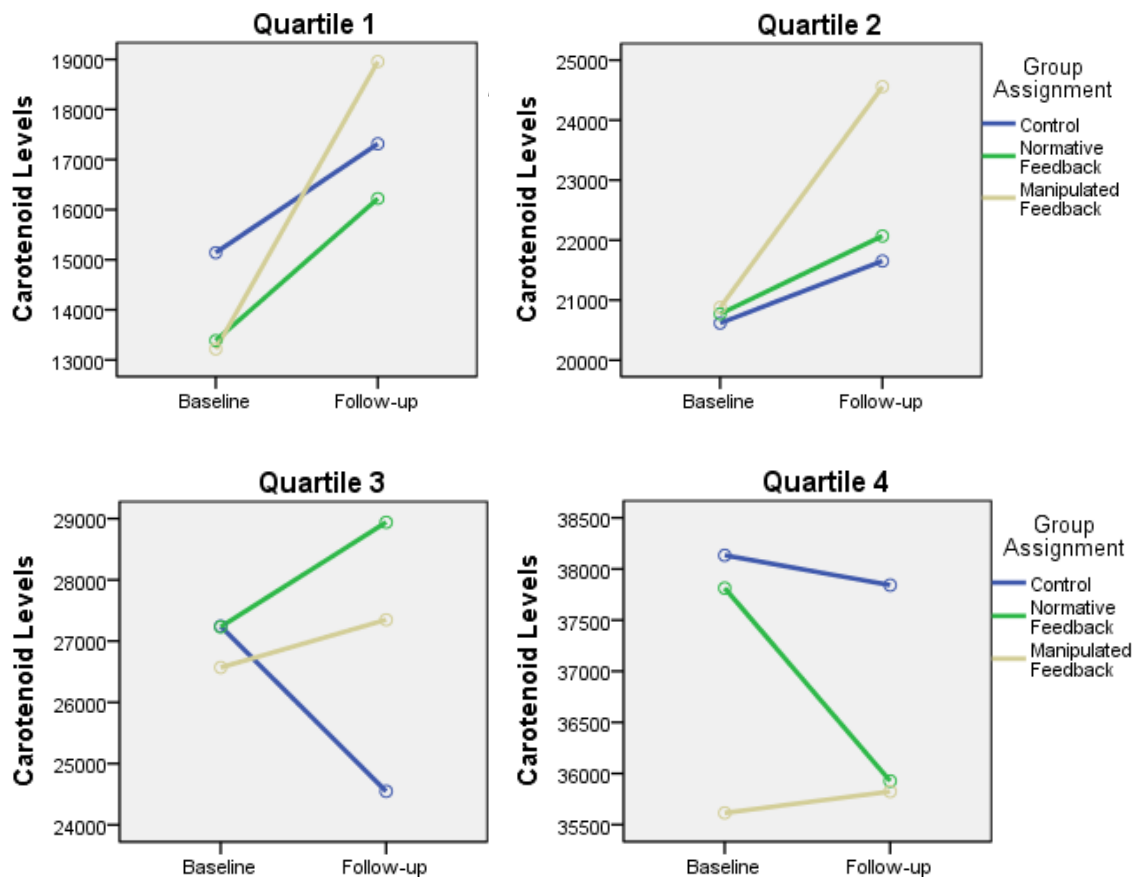 Quartile 1
Carotenoid Levels
19000
18000
17000
16000
15000
14000
13000
Baseline
Follow-up
Quartile 2
Carotenoid Levels
25000
24000
23000
22000
21000
20000
Baseline
Follow-up
Group
Assignment
Control
Normative
Feedback
Manipulated
Feedback
Quartile 3
Carotenoid Levels
29000
28000
27000
26000
25000
24000
Baseline
Follow-up
Quartile 4
Carotenoid Levels
38500
38000
37500
37000
36500
36000
35500
Baseline
Follow-up
Group
Assignment
Control
Normative
Feedback
Manipulated
Feedback